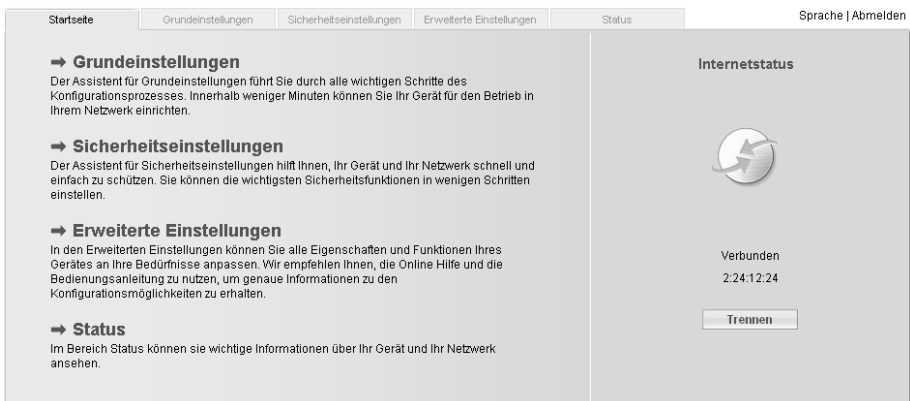 Startseite
Grundeinstellungen
Sicherheitseinstellungen
Erweiterte Einstellungen
Status
Sprache | Abmelden
➡ Grundeinstellungen
Der Assistent für Grundeinstellungen führt Sie durch alle wichtigen Schritte des
Konfigurationsprozesses. Innerhalb weniger Minuten können Sie Ihr Gerät für den Betrieb in
Ihrem Netzwerk einrichten.
➡ Sicherheitseinstellungen
Der Assistent für Sicherheitseinstellungen hilft Ihnen, Ihr Gerät und Ihr Netzwerk schnell und
einfach zu schützen. Sie können die wichtigsten Sicherheitsfunktionen in wenigen Schritten
einstellen.
➡ Erweiterte Einstellungen
In den Erweiterten Einstellungen können Sie alle Eigenschaften und Funktionen Ihres
Gerätes an Ihre Bedürfnisse anpassen. Wir empfehlen Ihnen, die Online Hilfe und die
Bedienungsanleitung zu nutzen, um genaue Informationen zu den
Konfigurationsmöglichkeiten zu erhalten.
➡ Status
Im Bereich Status können sie wichtige Informationen über Ihr Gerät und Ihr Netzwerk
ansehen.
Internetstatus
Verbunden
2:24:12:24
Trennen